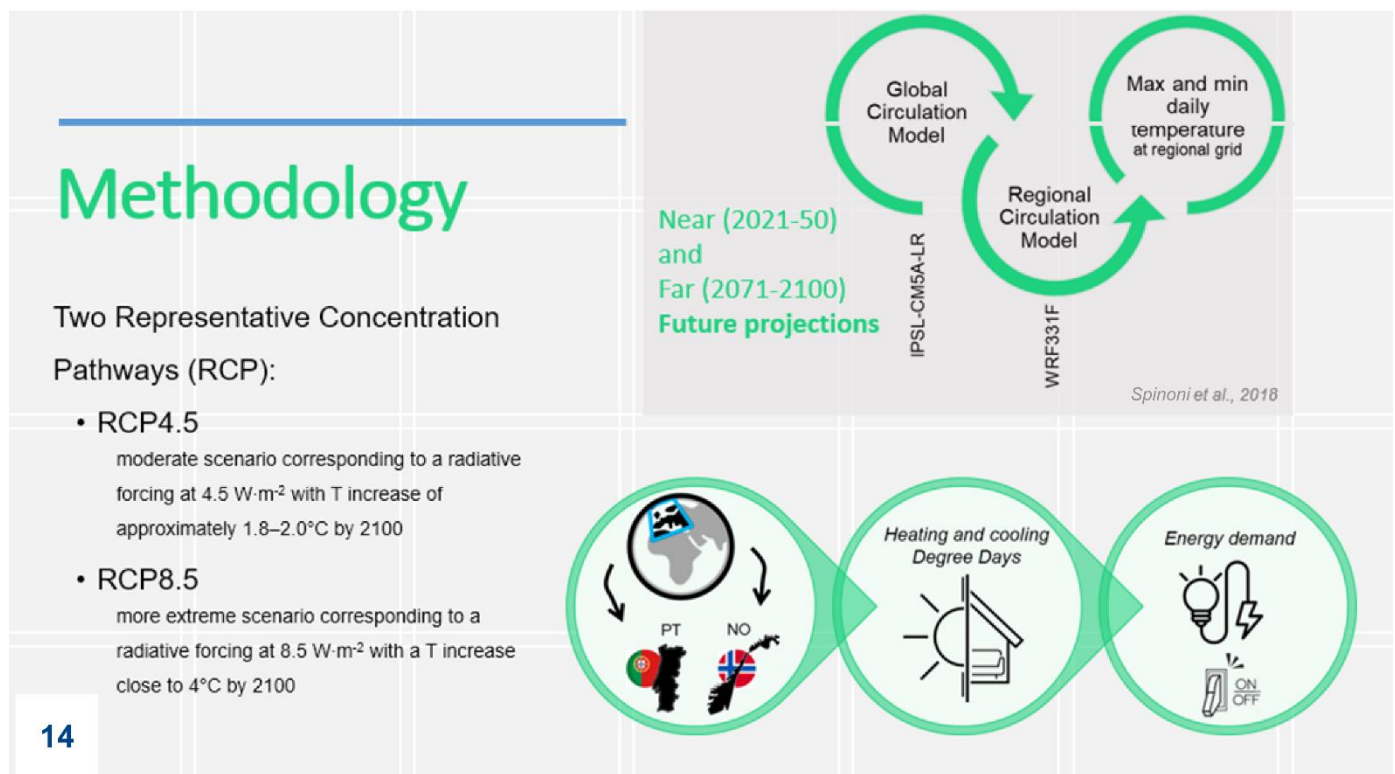 Methodology
Two Representative Concentration
Pathways (RCP):
• RCP4.5
moderate scenario corresponding to a radiative
forcing at 4.5 W·m-2 with T increase of
approximately 1.8–2.0°C by 2100
• RCP8.5
more extreme scenario corresponding to a
radiative forcing at 8.5 W·m-2 with a T increase
close to 4°C by 2100
14
Near (2021-50)
and
Far (2071-2100)
Future projections
Global
Circulation
Model
IPSL-CM5A-LR
Regional
Circulation
Model
WRF331F
Max and min
daily
temperature
at regional grid
Spinoni et al., 2018
PT
NO
Heating and cooling
Degree Days
Energy demand
ON
OFF